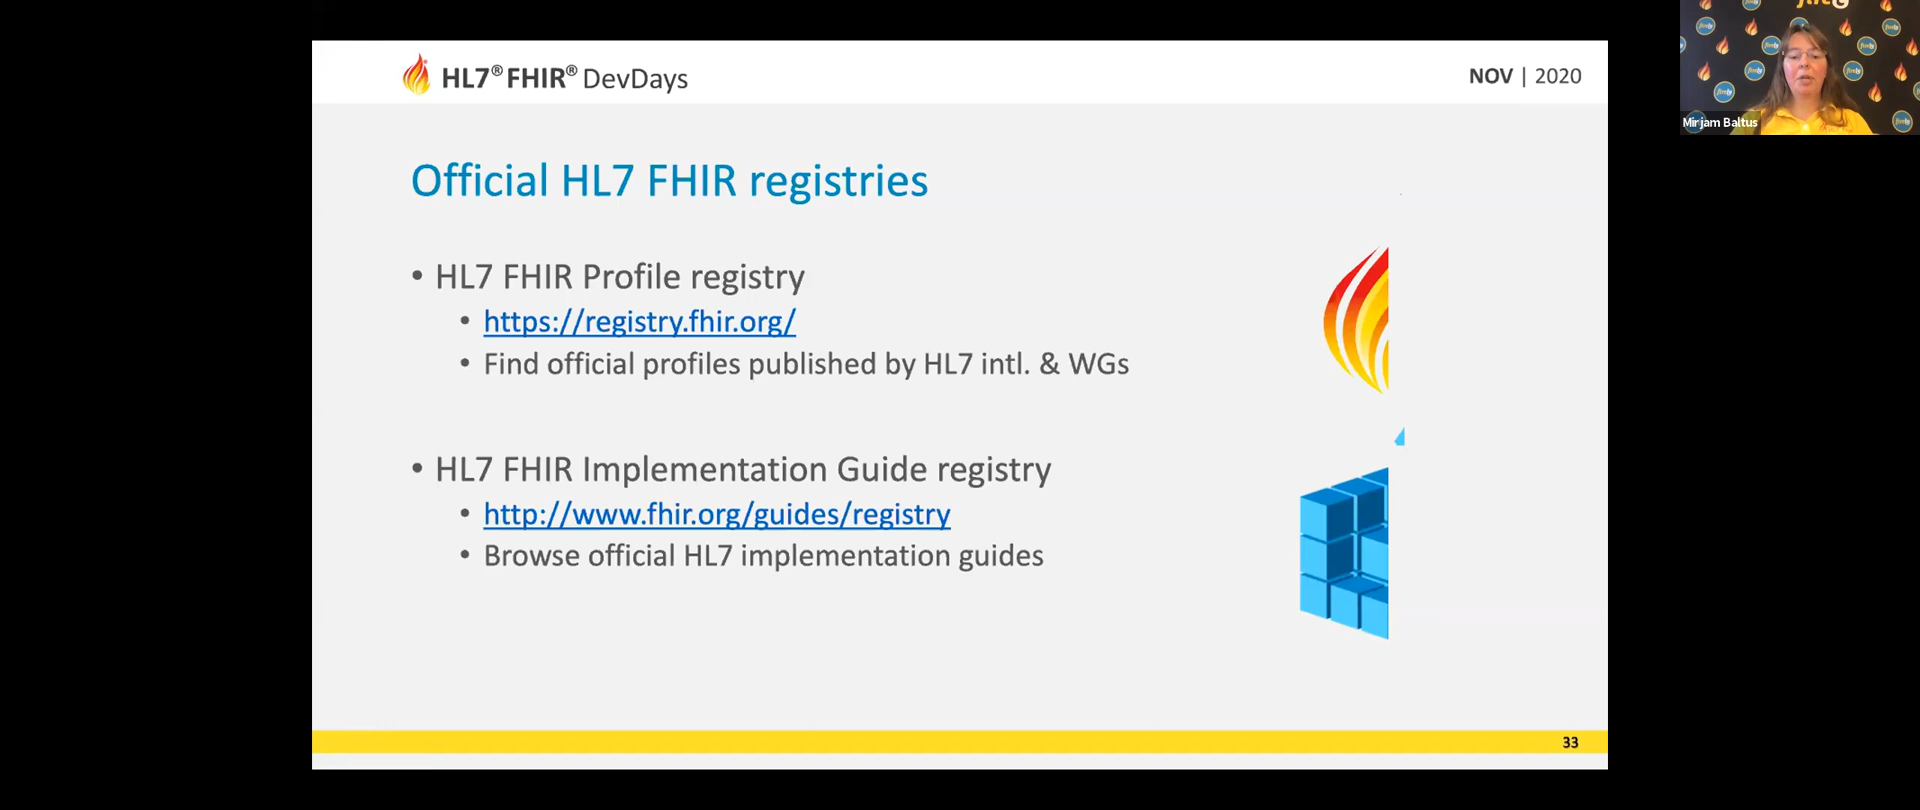 HL7® FHIR® DevDays
NOV | 2020
Mirjam Baltus
Official HL7 FHIR registries
• HL7 FHIR Profile registry
• https://registry.fhir.org/
• Find official profiles published by HL7 intl. & WGs
• HL7 FHIR Implementation Guide registry
• http://www.fhir.org/guides/registry
• Browse official HL7 implementation guides
33